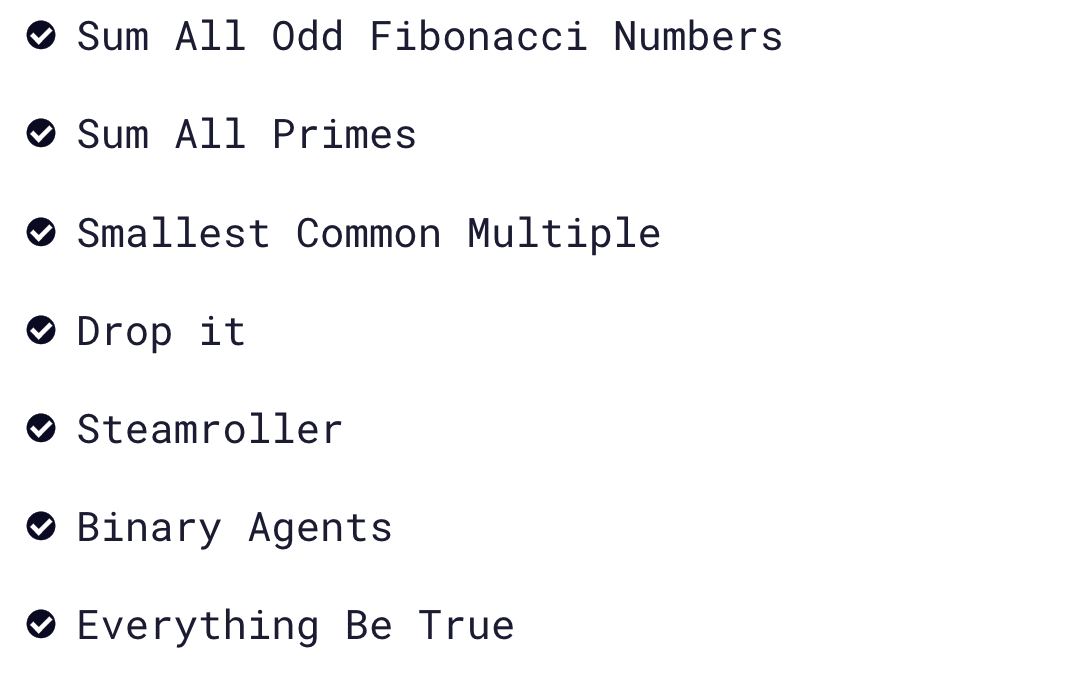 Sum All Odd Fibonacci Numbers
Sum All Primes
Smallest Common Multiple
Drop it
Steamroller
Binary Agents
Everything Be True